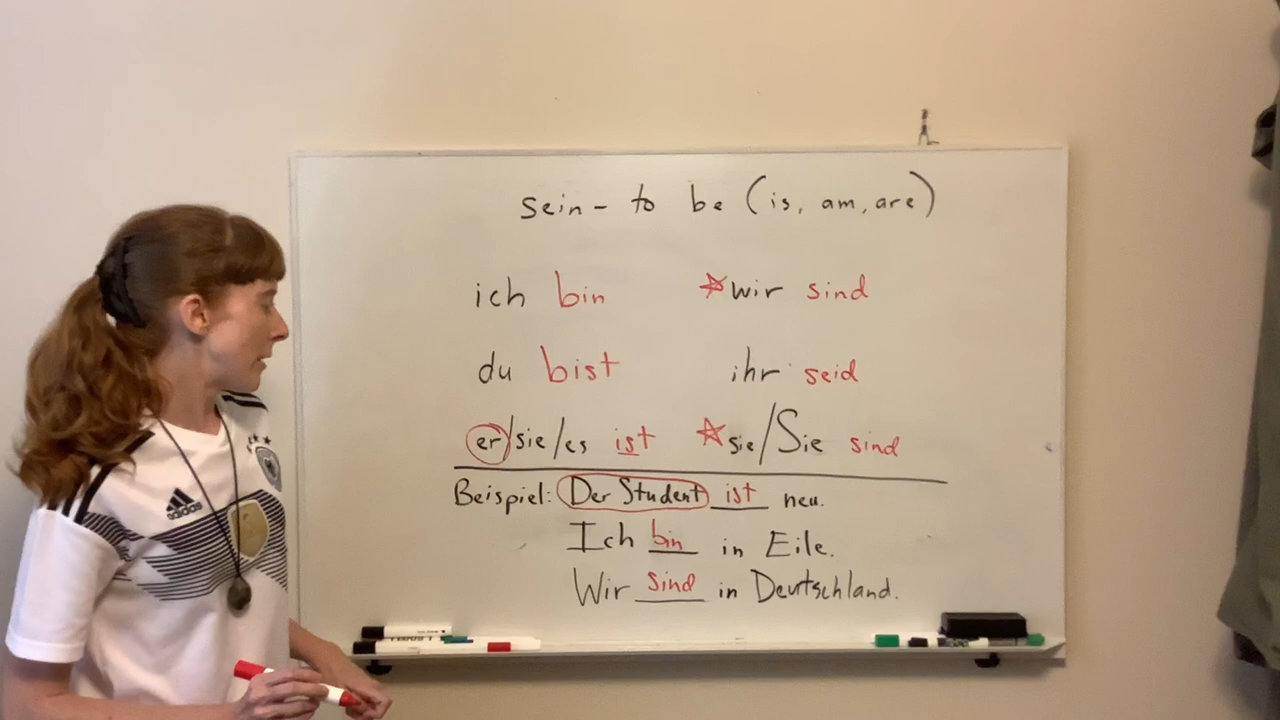 sein - to be (is, am, are)
ich bin ☆wir sind
du bist ihr seid
er/sie/es ist ☆sie/Sie sind
Beispiel: Der Student ist neu.
Ich bin in Eile.
Wir sind in Deutschland.
adidas